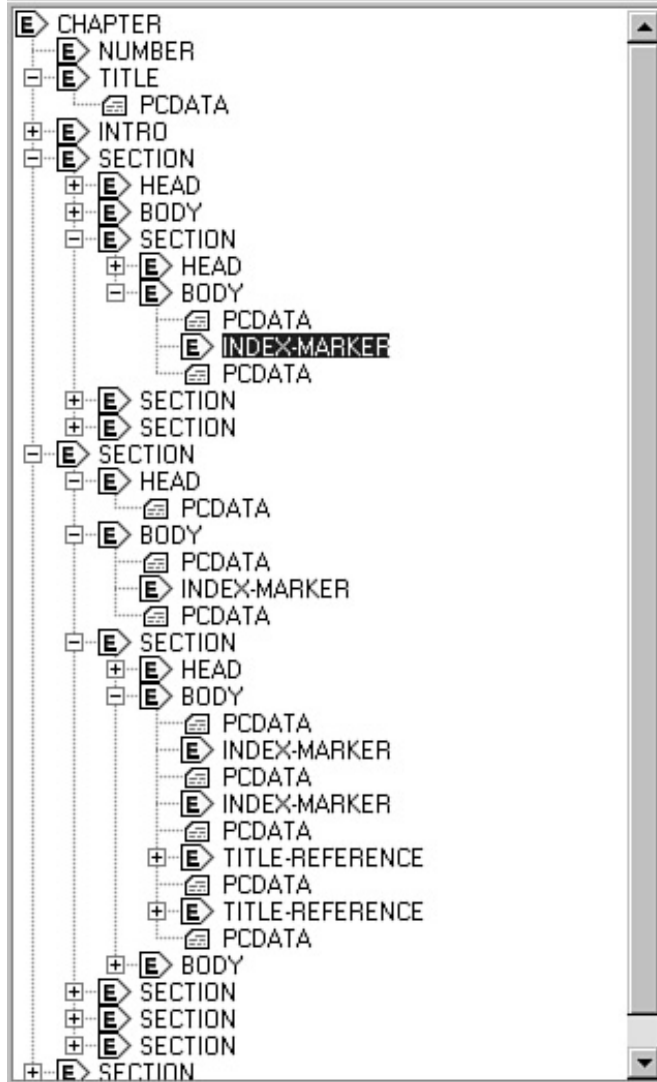 CHAPTER
NUMBER
TITLE
PCDATA
INTRO
SECTION
HEAD
BODY
SECTION
HEAD
BODY
PCDATA
INDEX-MARKER
PCDATA
SECTION
SECTION
SECTION
HEAD
PCDATA
BODY
PCDATA
INDEX-MARKER
PCDATA
SECTION
HEAD
BODY
PCDATA
INDEX-MARKER
PCDATA
INDEX-MARKER
PCDATA
TITLE-REFERENCE
PCDATA
TITLE-REFERENCE
PCDATA
BODY
SECTION
SECTION
SECTION
SECTION